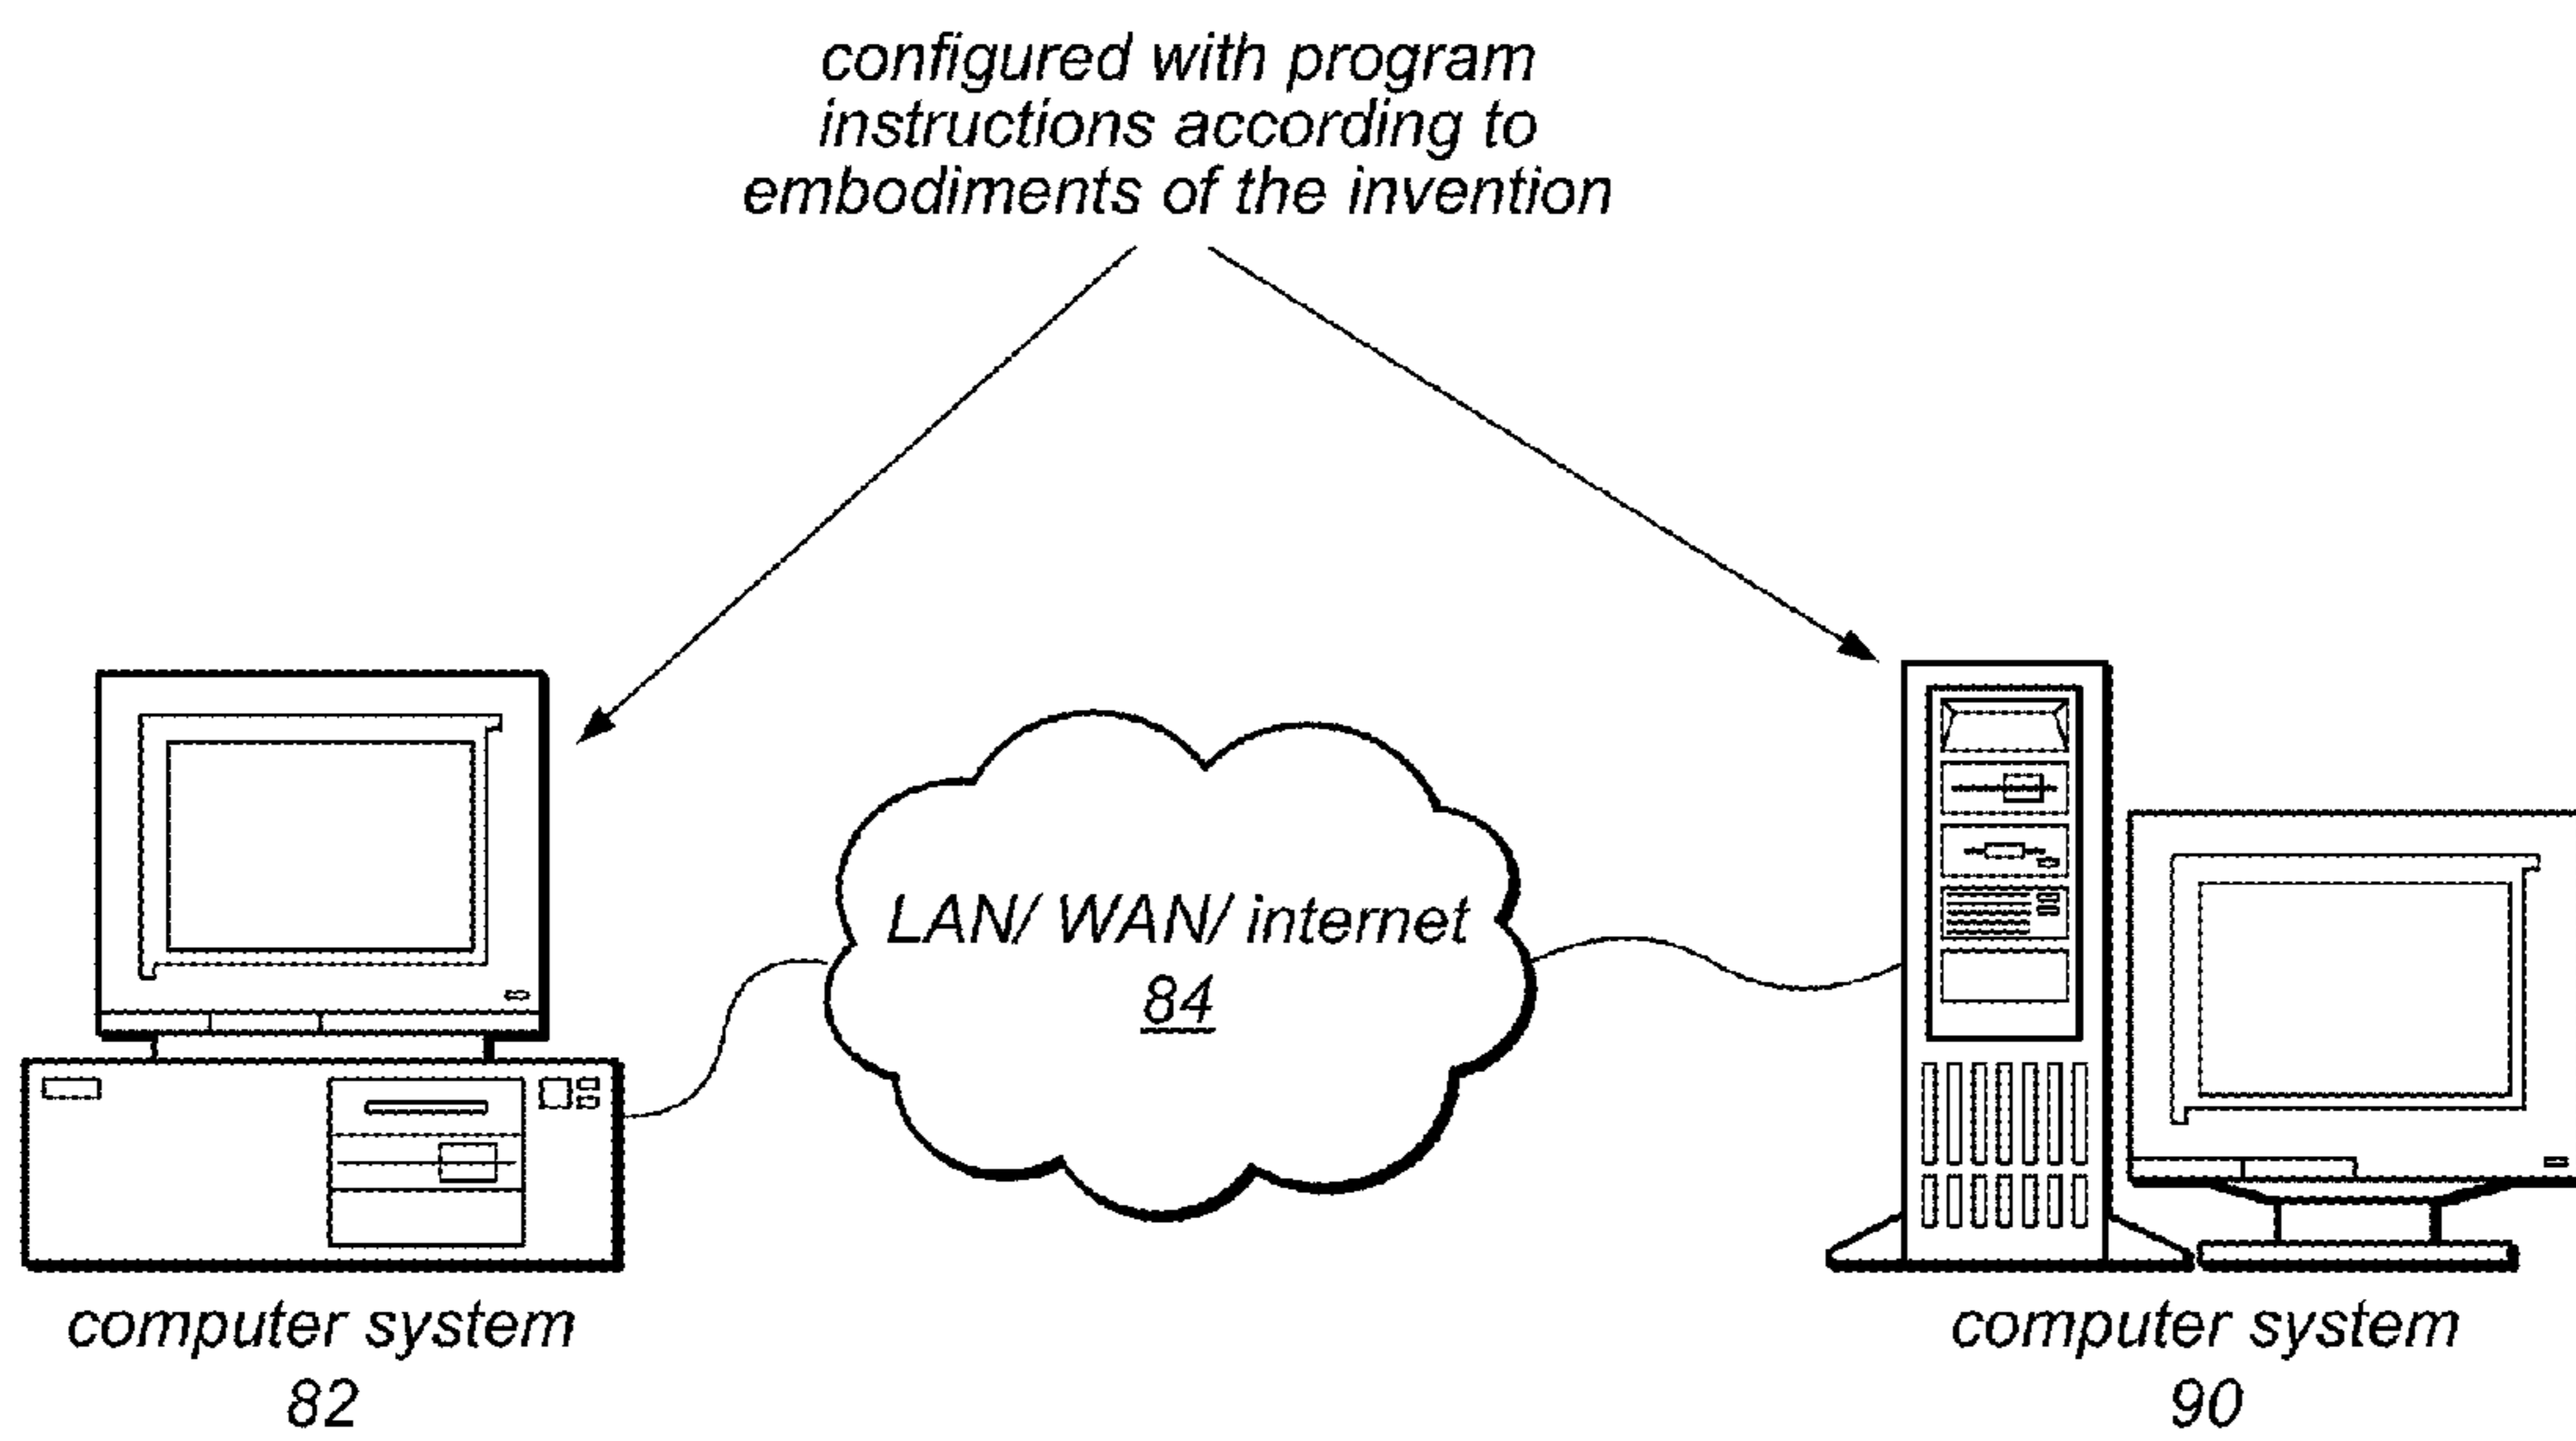 configured with program
instructions according to
embodiments of the invention
LAN/ WAN/ internet
84
computer system
82
computer system
90